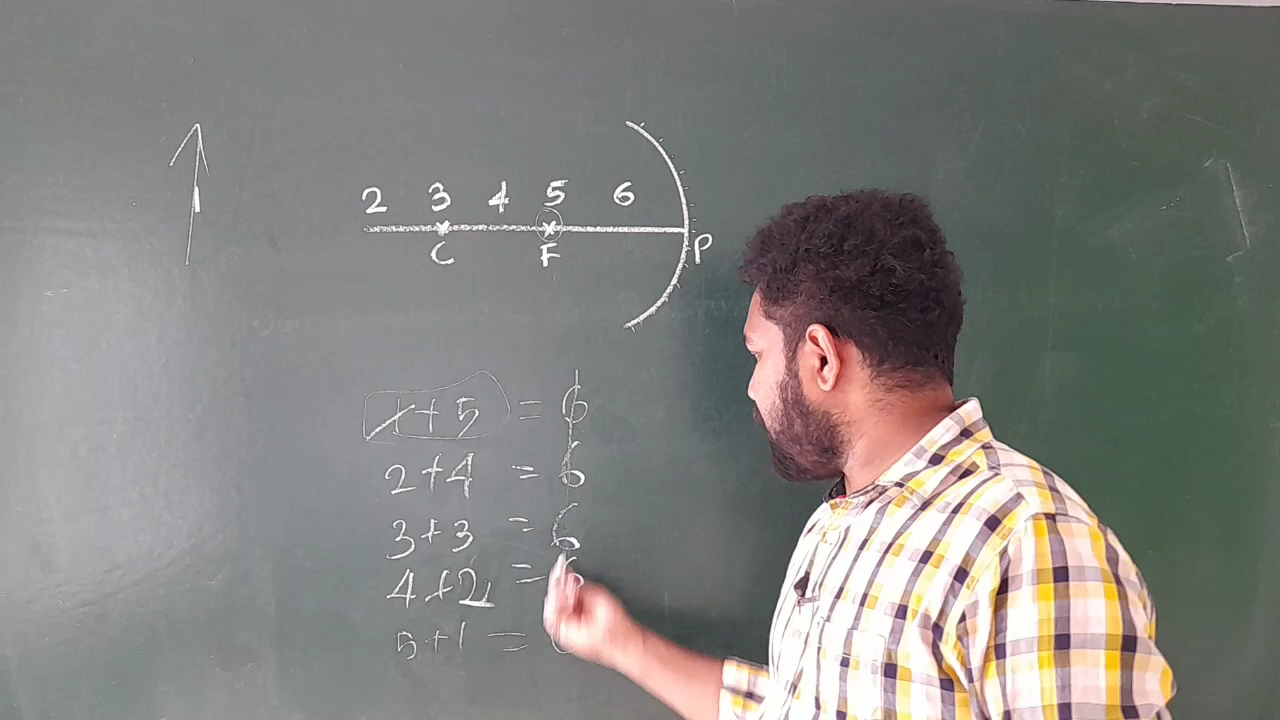 2 3 4 5 6
C F P
1+5 = 6
2+4 = 6
3+3 = 6
4+2 = 6
5+1 =